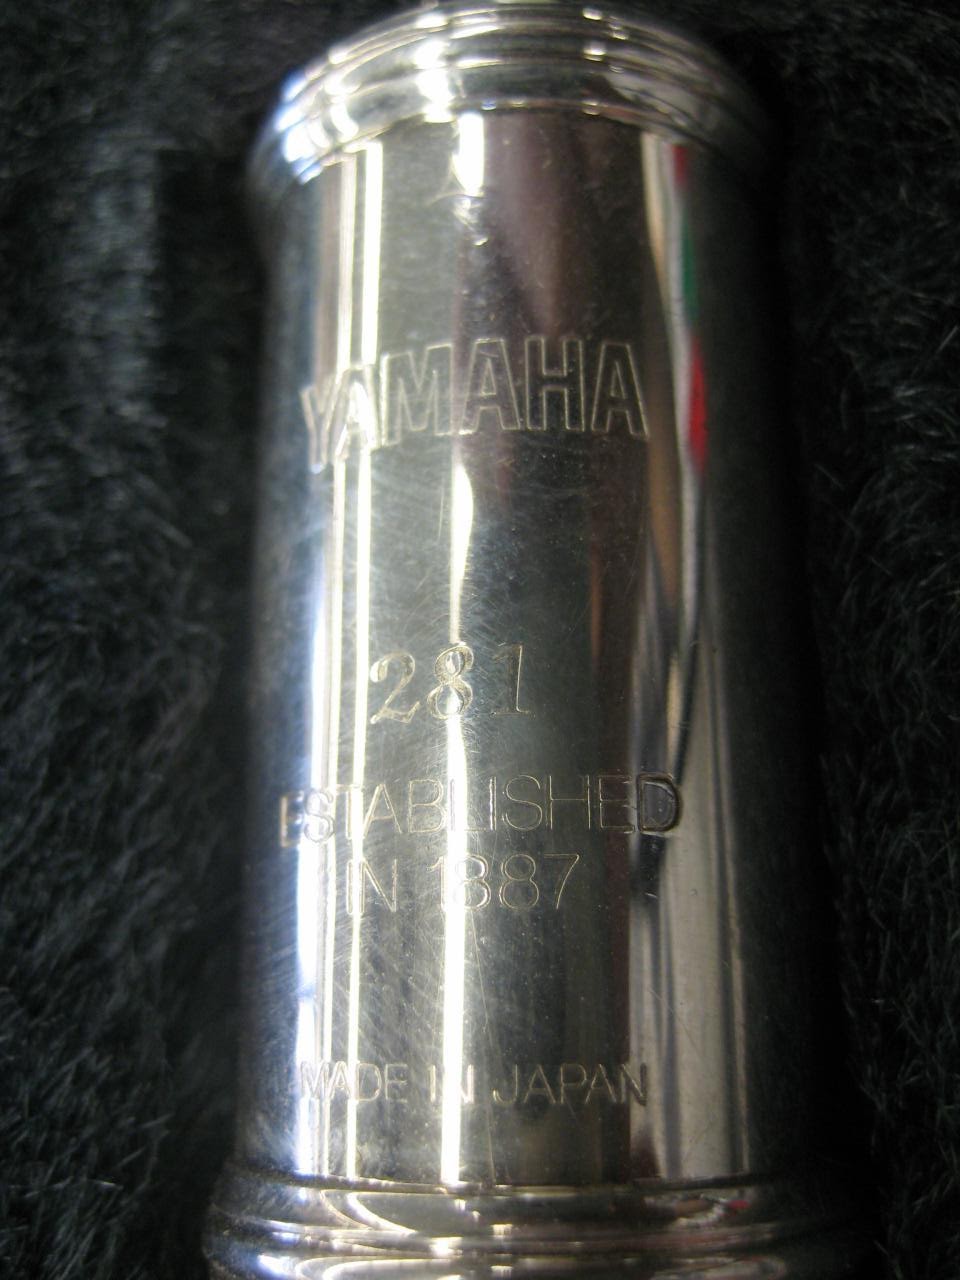 YAMAHA
281
ESTABLISHED
IN 1887
MADE IN JAPAN